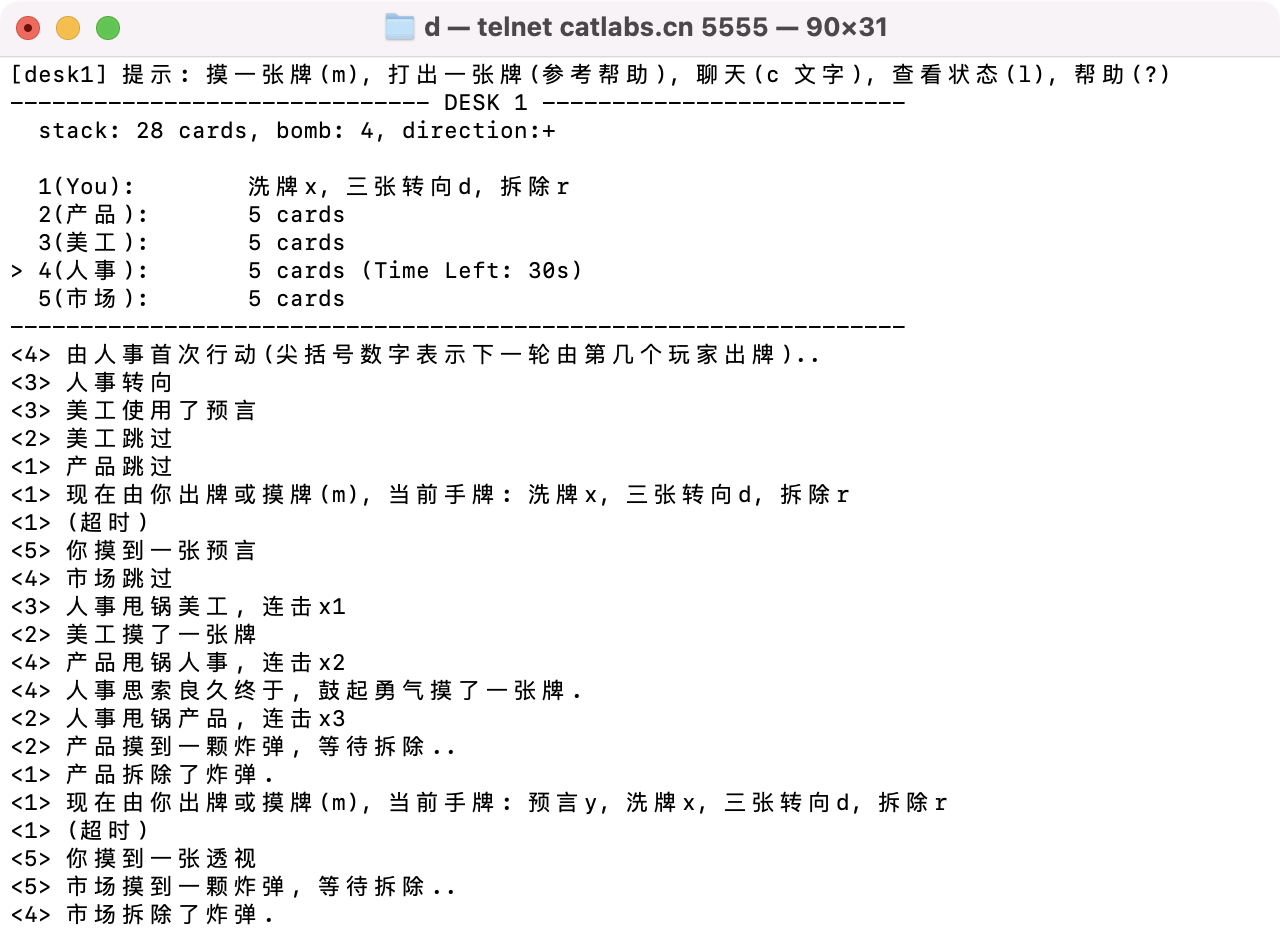 d — telnet catlabs.cn 5555 — 90×31
[desk1] 提示: 摸一张牌(m), 打出一张牌(参考帮助), 聊天(c 文字), 查看状态(l), 帮助(?)
------------------------------ DESK 1 --------------------------
stack: 28 cards, bomb: 4, direction:+
1(You): 洗牌x, 三张转向d, 拆除r
2(产品): 5 cards
3(美工): 5 cards
> 4(人事): 5 cards (Time Left: 30s)
5(市场): 5 cards
----------------------------------------------------------------
<4> 由人事首次行动(尖括号数字表示下一轮由第几个玩家出牌)..
<3> 人事转向
<3> 美工使用了预言
<2> 美工跳过
<1> 产品跳过
<1> 现在由你出牌或摸牌(m), 当前手牌: 洗牌x, 三张转向d, 拆除r
<1> (超时)
<5> 你摸到一张预言
<4> 市场跳过
<3> 人事甩锅美工, 连击x1
<2> 美工摸了一张牌
<4> 产品甩锅人事, 连击x2
<4> 人事思索良久终于, 鼓起勇气摸了一张牌.
<2> 人事甩锅产品, 连击x3
<2> 产品摸到一颗炸弹, 等待拆除..
<1> 产品拆除了炸弹.
<1> 现在由你出牌或摸牌(m), 当前手牌: 预言y, 洗牌x, 三张转向d, 拆除r
<1> (超时)
<5> 你摸到一张透视
<5> 市场摸到一颗炸弹, 等待拆除..
<4> 市场拆除了炸弹.